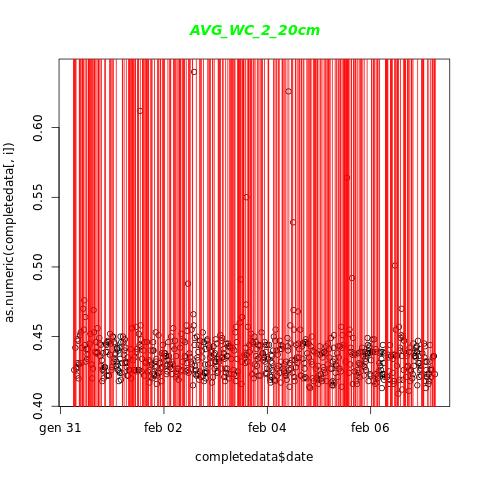 AVG_WC_2_20cm
as.numeric(completedata[, i])
0.60
0.55
0.50
0.45
0.40
gen 31
feb 02
feb 04
feb 06
completedata$date